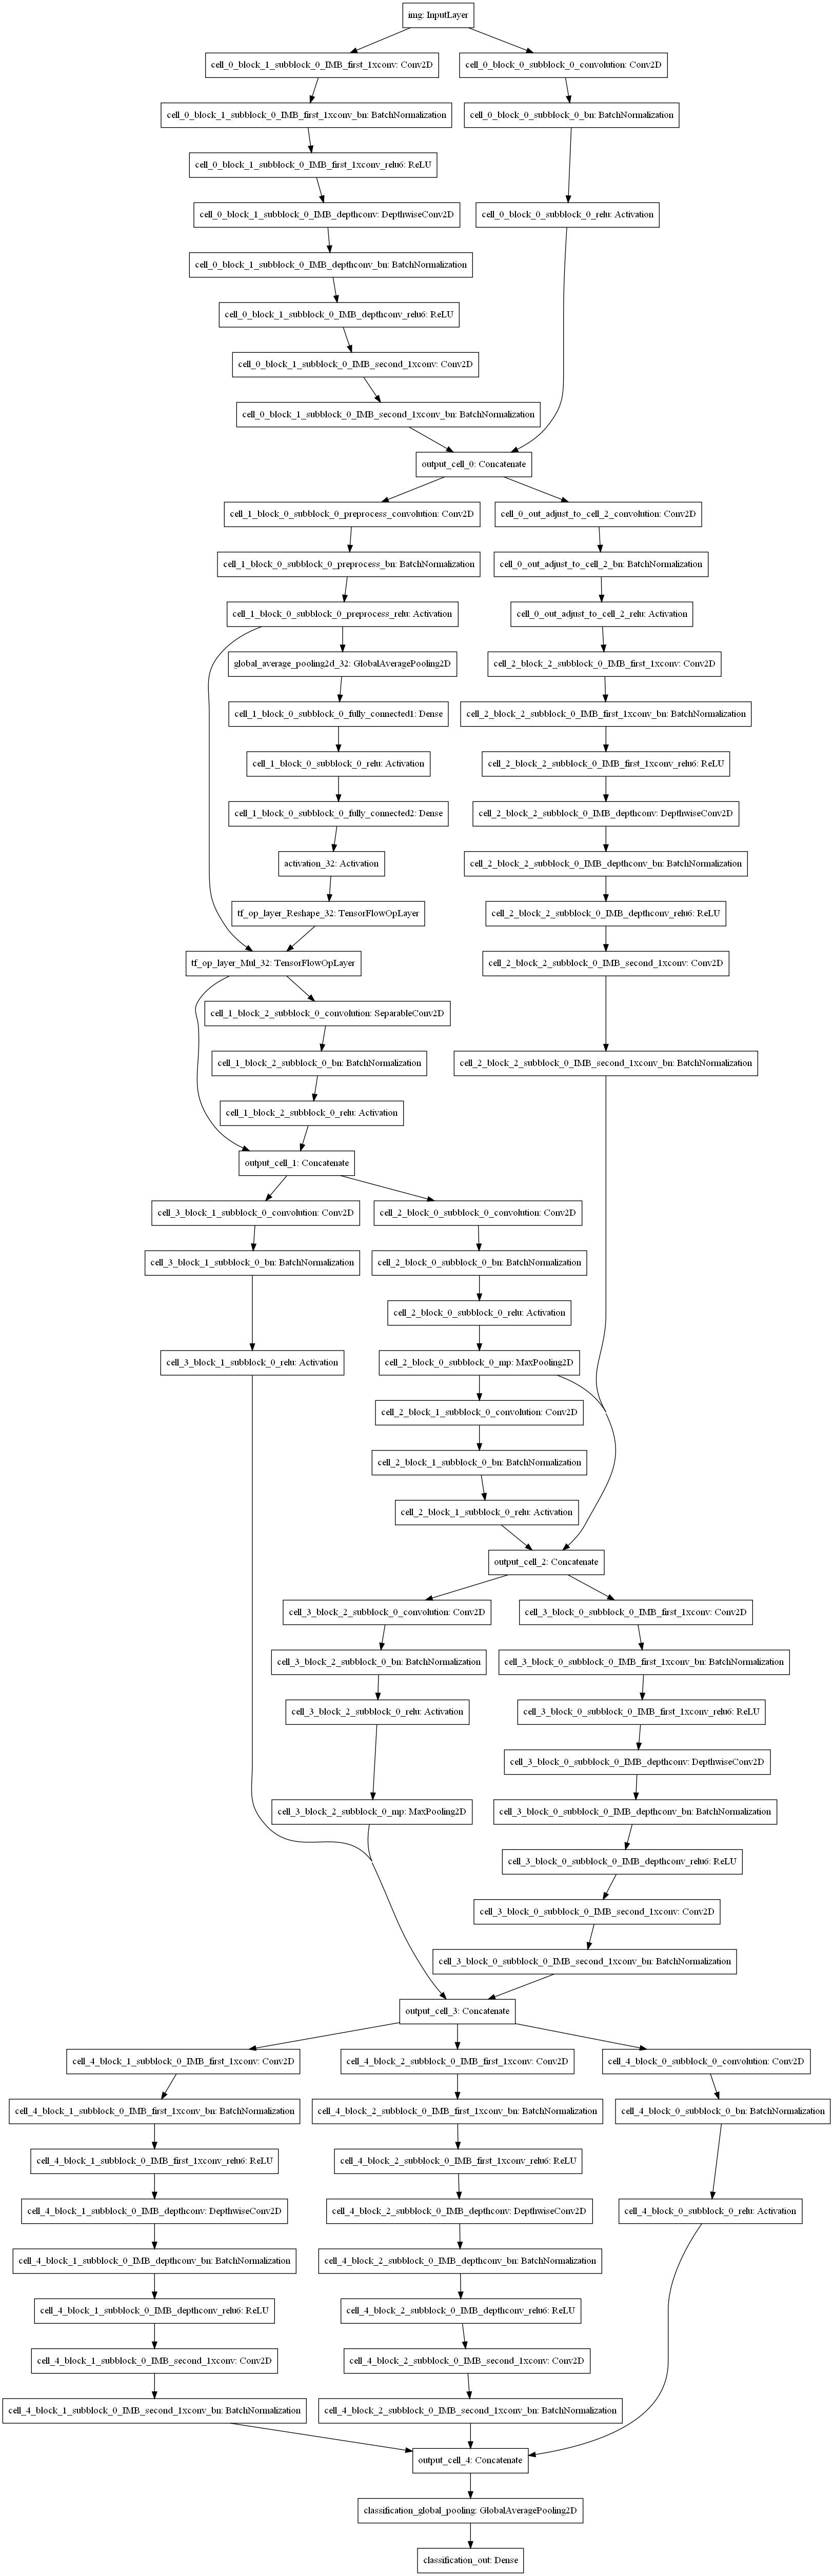 img: InputLayer
cell_0_block_1_subblock_0_IMB_first_1xconv: Conv2D
cell_0_block_0_subblock_0_convolution: Conv2D
cell_0_block_1_subblock_0_IMB_first_1xconv_bn: BatchNormalization
cell_0_block_0_subblock_0_bn: BatchNormalization
cell_0_block_1_subblock_0_IMB_first_1xconv_relu6: ReLU
cell_0_block_1_subblock_0_IMB_depthconv: DepthwiseConv2D
cell_0_block_0_subblock_0_relu: Activation
cell_0_block_1_subblock_0_IMB_depthconv_bn: BatchNormalization
cell_0_block_1_subblock_0_IMB_depthconv_relu6: ReLU
cell_0_block_1_subblock_0_IMB_second_1xconv: Conv2D
cell_0_block_1_subblock_0_IMB_second_1xconv_bn: BatchNormalization
output_cell_0: Concatenate
cell_1_block_0_subblock_0_preprocess_convolution: Conv2D
cell_0_out_adjust_to_cell_2_convolution: Conv2D
cell_1_block_0_subblock_0_preprocess_bn: BatchNormalization
cell_0_out_adjust_to_cell_2_bn: BatchNormalization
cell_1_block_0_subblock_0_preprocess_relu: Activation
cell_0_out_adjust_to_cell_2_relu: Activation
global_average_pooling2d_32: GlobalAveragePooling2D
cell_2_block_2_subblock_0_IMB_first_1xconv: Conv2D
cell_1_block_0_subblock_0_fully_connected1: Dense
cell_2_block_2_subblock_0_IMB_first_1xconv_bn: BatchNormalization
cell_1_block_0_subblock_0_relu: Activation
cell_2_block_2_subblock_0_IMB_first_1xconv_relu6: ReLU
cell_1_block_0_subblock_0_fully_connected2: Dense
cell_2_block_2_subblock_0_IMB_depthconv: DepthwiseConv2D
activation_32: Activation
cell_2_block_2_subblock_0_IMB_depthconv_bn: BatchNormalization
tf_op_layer_Reshape_32: TensorFlowOpLayer
cell_2_block_2_subblock_0_IMB_depthconv_relu6: ReLU
tf_op_layer_Mul_32: TensorFlowOpLayer
cell_2_block_2_subblock_0_IMB_second_1xconv: Conv2D
cell_1_block_2_subblock_0_convolution: SeparableConv2D
cell_1_block_2_subblock_0_bn: BatchNormalization
cell_2_block_2_subblock_0_IMB_second_1xconv_bn: BatchNormalization
cell_1_block_2_subblock_0_relu: Activation
output_cell_1: Concatenate
cell_3_block_1_subblock_0_convolution: Conv2D
cell_2_block_0_subblock_0_convolution: Conv2D
cell_3_block_1_subblock_0_bn: BatchNormalization
cell_2_block_0_subblock_0_bn: BatchNormalization
cell_2_block_0_subblock_0_relu: Activation
cell_3_block_1_subblock_0_relu: Activation
cell_2_block_0_subblock_0_mp: MaxPooling2D
cell_2_block_1_subblock_0_convolution: Conv2D
cell_2_block_1_subblock_0_bn: BatchNormalization
cell_2_block_1_subblock_0_relu: Activation
output_cell_2: Concatenate
cell_3_block_2_subblock_0_convolution: Conv2D
cell_3_block_0_subblock_0_IMB_first_1xconv: Conv2D
cell_3_block_2_subblock_0_bn: BatchNormalization
cell_3_block_0_subblock_0_IMB_first_1xconv_bn: BatchNormalization
cell_3_block_2_subblock_0_relu: Activation
cell_3_block_0_subblock_0_IMB_first_1xconv_relu6: ReLU
cell_3_block_0_subblock_0_IMB_depthconv: DepthwiseConv2D
cell_3_block_2_subblock_0_mp: MaxPooling2D
cell_3_block_0_subblock_0_IMB_depthconv_bn: BatchNormalization
cell_3_block_0_subblock_0_IMB_depthconv_relu6: ReLU
cell_3_block_0_subblock_0_IMB_second_1xconv: Conv2D
cell_3_block_0_subblock_0_IMB_second_1xconv_bn: BatchNormalization
output_cell_3: Concatenate
cell_4_block_1_subblock_0_IMB_first_1xconv: Conv2D
cell_4_block_2_subblock_0_IMB_first_1xconv: Conv2D
cell_4_block_0_subblock_0_convolution: Conv2D
cell_4_block_1_subblock_0_IMB_first_1xconv_bn: BatchNormalization
cell_4_block_2_subblock_0_IMB_first_1xconv_bn: BatchNormalization
cell_4_block_0_subblock_0_bn: BatchNormalization
cell_4_block_1_subblock_0_IMB_first_1xconv_relu6: ReLU
cell_4_block_2_subblock_0_IMB_first_1xconv_relu6: ReLU
cell_4_block_1_subblock_0_IMB_depthconv: DepthwiseConv2D
cell_4_block_2_subblock_0_IMB_depthconv: DepthwiseConv2D
cell_4_block_0_subblock_0_relu: Activation
cell_4_block_1_subblock_0_IMB_depthconv_bn: BatchNormalization
cell_4_block_2_subblock_0_IMB_depthconv_bn: BatchNormalization
cell_4_block_1_subblock_0_IMB_depthconv_relu6: ReLU
cell_4_block_2_subblock_0_IMB_depthconv_relu6: ReLU
cell_4_block_1_subblock_0_IMB_second_1xconv: Conv2D
cell_4_block_2_subblock_0_IMB_second_1xconv: Conv2D
cell_4_block_1_subblock_0_IMB_second_1xconv_bn: BatchNormalization
cell_4_block_2_subblock_0_IMB_second_1xconv_bn: BatchNormalization
output_cell_4: Concatenate
classification_global_pooling: GlobalAveragePooling2D
classification_out: Dense